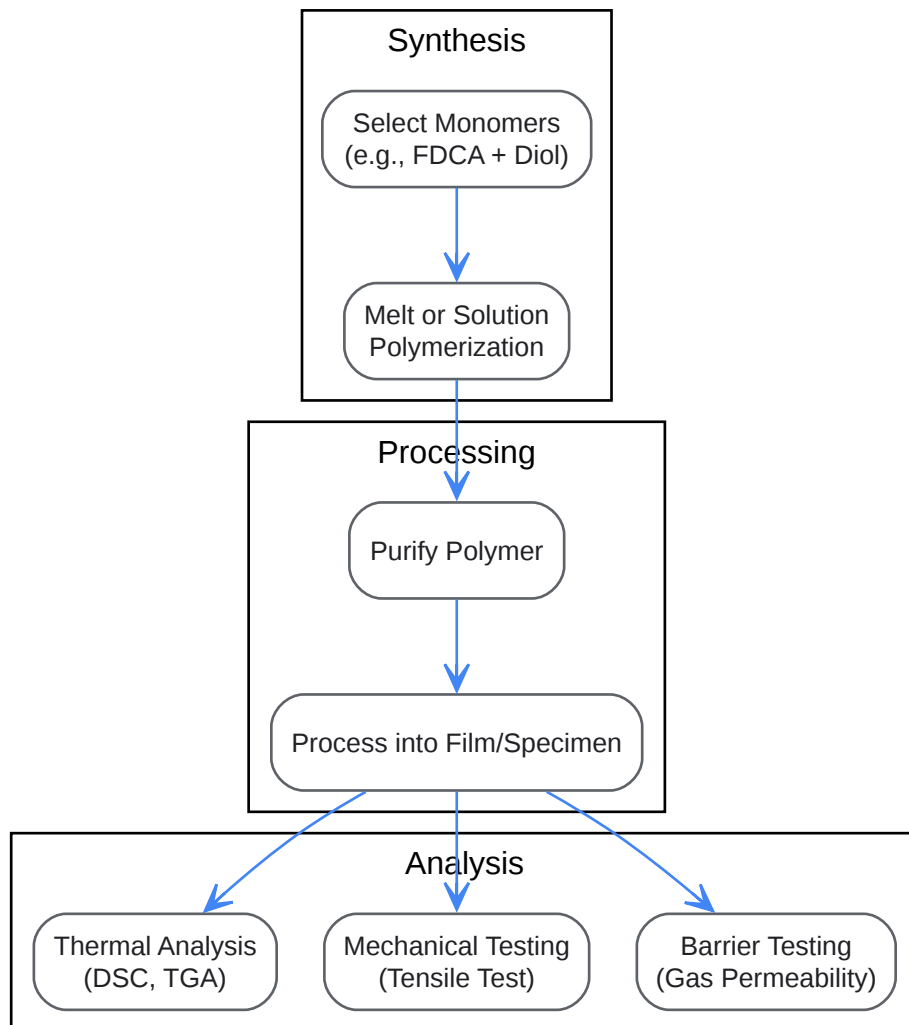 Synthesis
Select Monomers
(e.g., FDCA + Diol)
Melt or Solution
Polymerization
Processing
Purify Polymer
Process into Film/Specimen
Analysis
Thermal Analysis
(DSC, TGA)
Mechanical Testing
(Tensile Test)
Barrier Testing
(Gas Permeability)